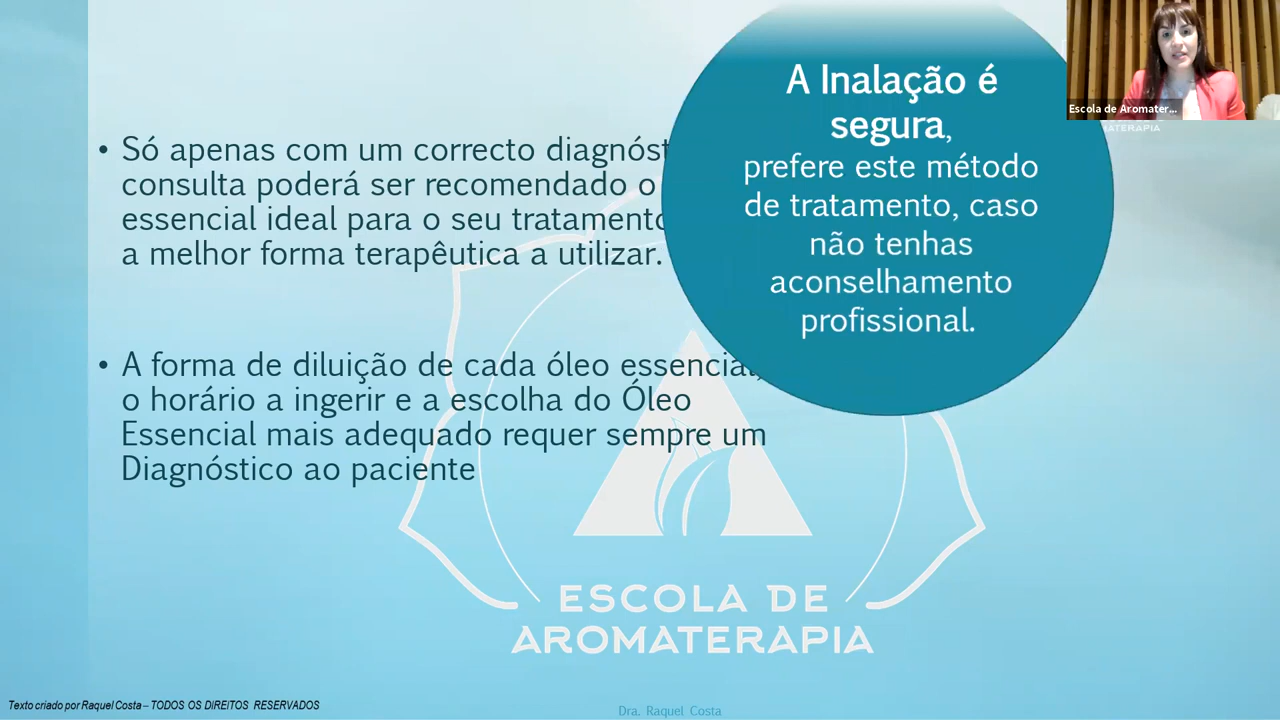 A Inalação é
segura,
prefere este método
de tratamento, caso
não tenhas
aconselhamento
profissional.
Escola de Aromater...
• Só apenas com um correcto
consulta poderá ser recomendado o
essencial ideal para o seu
a melhor forma terapêutica a utilizar.
• A forma de diluição de cada óleo essencial,
o horário a ingerir e a escolha do Óleo
Essencial mais adequado requer sempre um
Diagnóstico ao paciente
ESCOLA DE
AROMATERAPIA
Texto criado por Raquel Costa – TODOS OS DIREITOS RESERVADOS
Dra. Raquel Costa